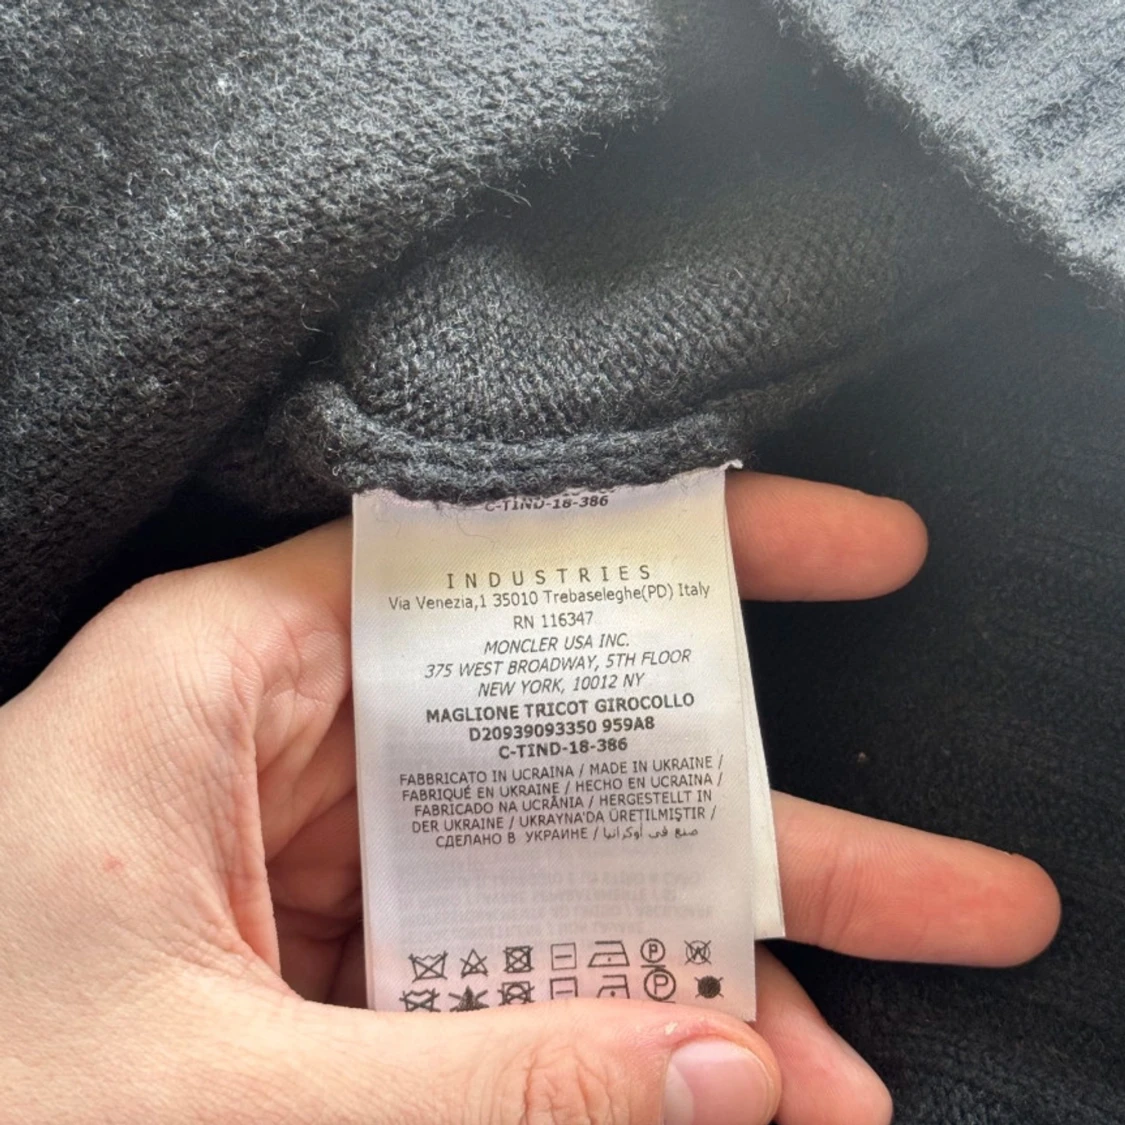 C-TIND-18-386
INDUSTRIES
Via Venezia,1 35010 Trebaseleghe(PD) Italy
RN 116347
MONCLER USA INC.
375 WEST BROADWAY, 5TH FLOOR
NEW YORK, 10012 NY
MAGLIONE TRICOT GIROCOLLO
D20939093350 959A8
C-TIND-18-386
FABBRICATO IN UCRAINA / MADE IN UKRAINE /
FABRIQUÉ EN UKRAINE / HECHO EN UCRAINA /
FABRICADO NA UCRÂNIA / HERGESTELLT IN
DER UKRAINE / UKRAYNA'DA ÜRETILMIŞTIR /
СДЕЛАНО В УКРАИНЕ / صنع في أوكرانيا
P W
P